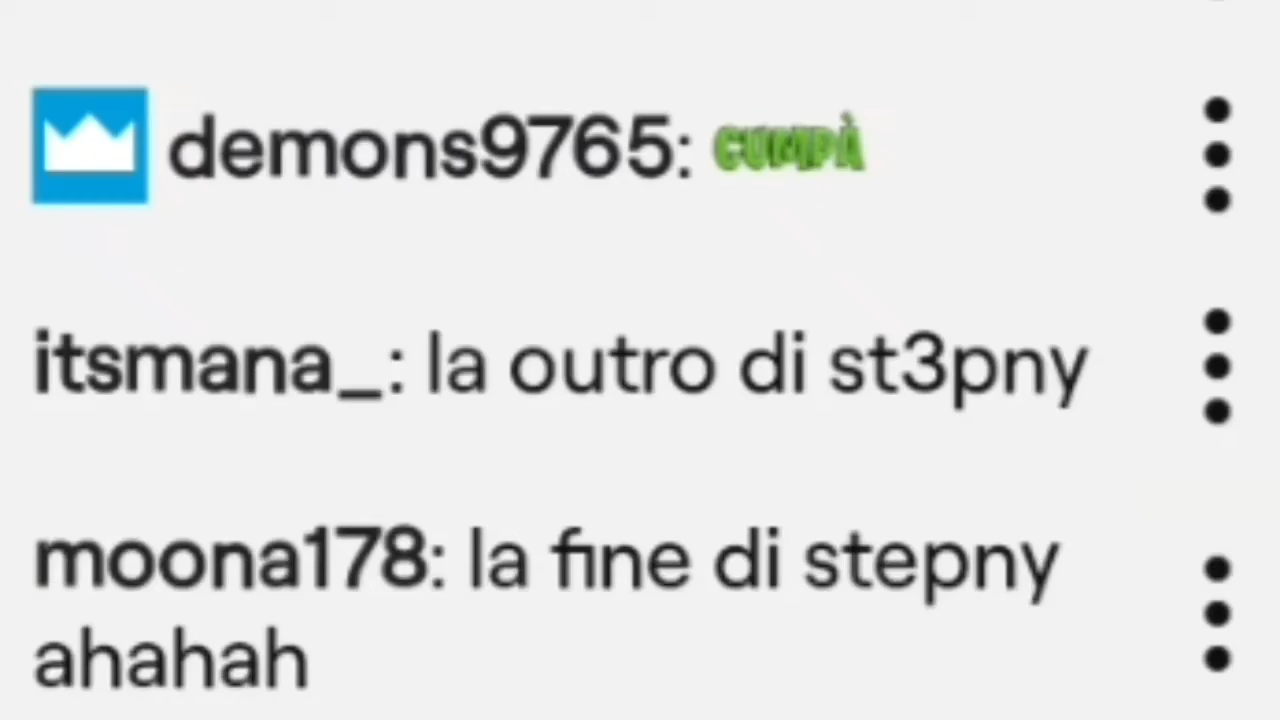 demons9765: CUMPÀ
itsmana_: la outro di st3pny
moona178: la fine di stepny
ahahah